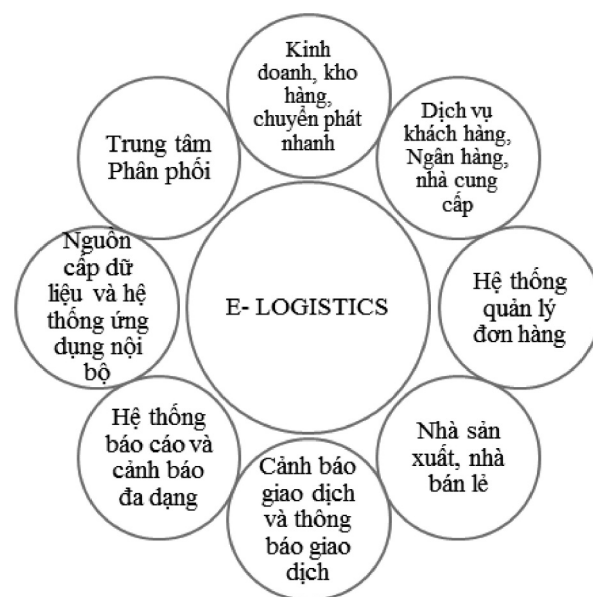 Kinh
doanh, kho
hàng,
chuyển phát
nhanh
Dịch vụ
khách hàng,
Ngân hàng,
nhà cung
cấp
Hệ thống
quản lý
đơn hàng
Nhà sản
xuất, nhà
bán lẻ
Cảnh báo
giao dịch
và thông
báo giao
dịch
Hệ thống
báo cáo và
cảnh báo
đa dạng
Nguồn
cấp dữ
liệu và hệ
thống ứng
dụng nội
bộ
Trung tâm
Phân phối
E- LOGISTICS